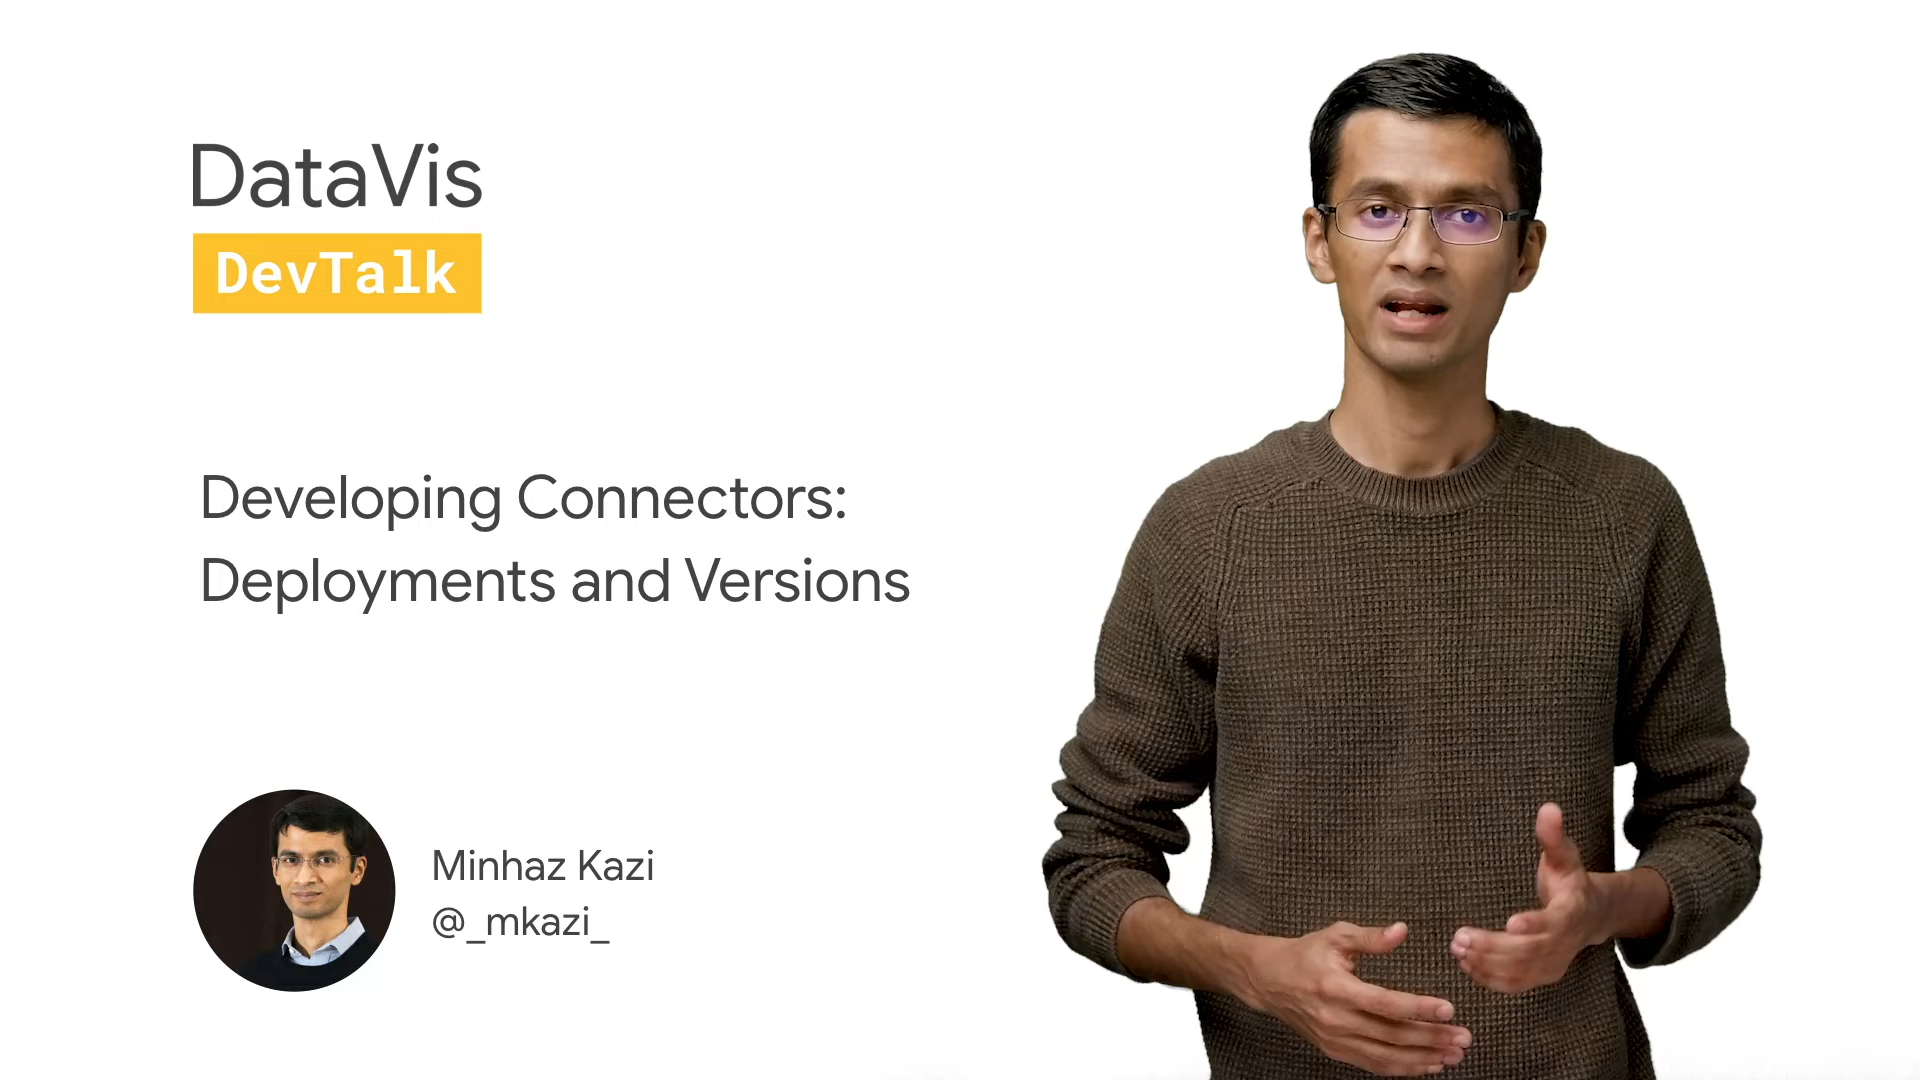 DataVis
DevTalk
Developing Connectors:
Deployments and Versions
Minhaz Kazi
@_mkazi_